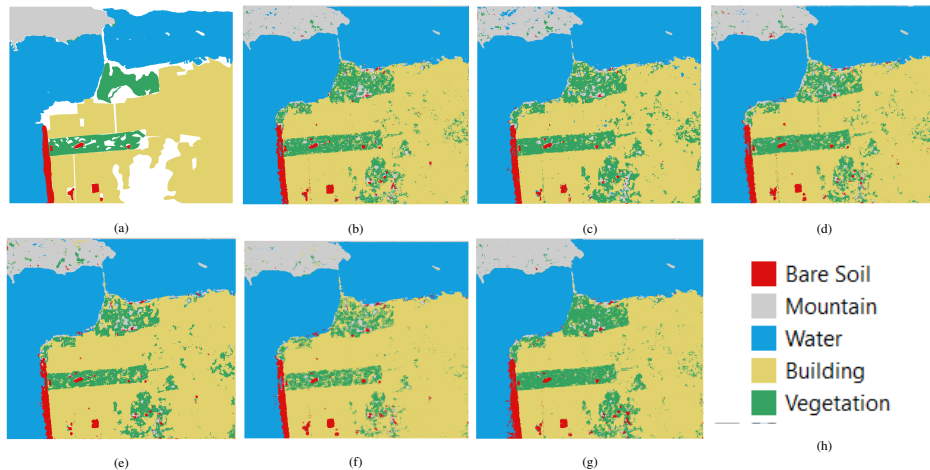 (a)
(b)
(c)
(d)
Bare Soil
Mountain
Water
Building
Vegetation
(e)
(f)
(g)
(h)